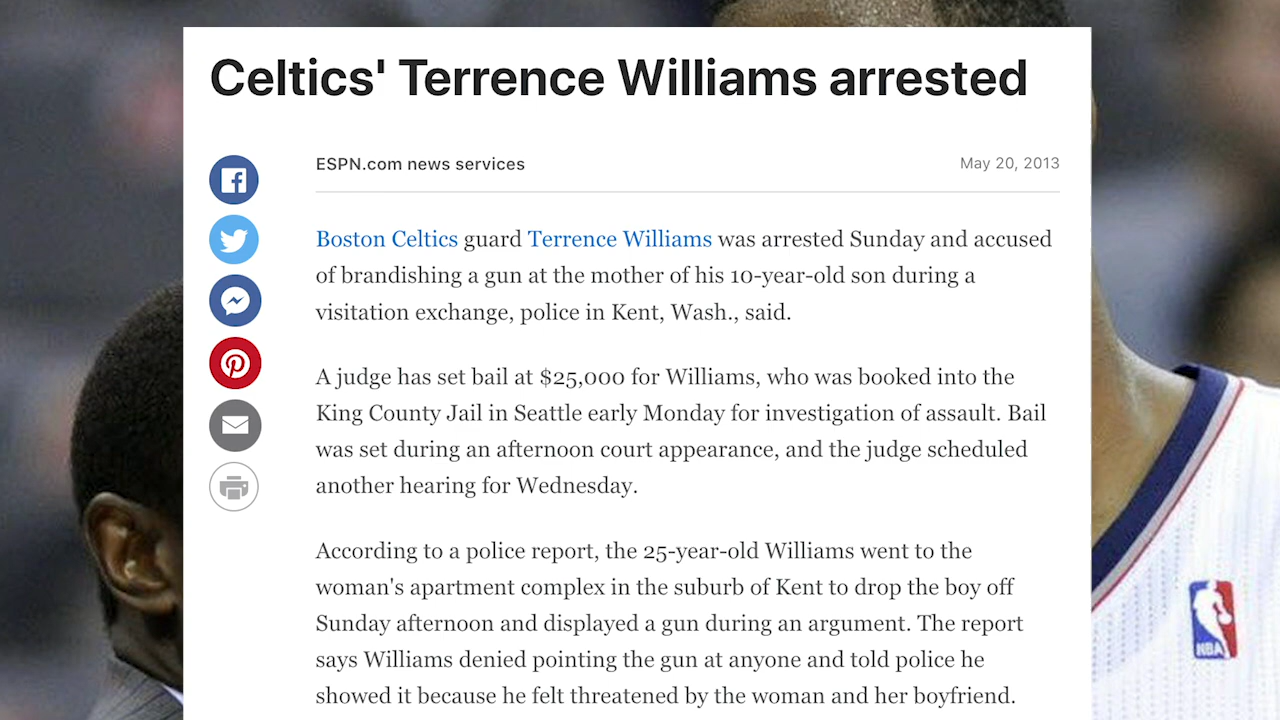 Celtics' Terrence Williams arrested
ESPN.com news services
May 20, 2013
Boston Celtics guard Terrence Williams was arrested Sunday and accused
of brandishing a gun at the mother of his 10-year-old son during a
visitation exchange, police in Kent, Wash., said.
A judge has set bail at $25,000 for Williams, who was booked into the
King County Jail in Seattle early Monday for investigation of assault. Bail
was set during an afternoon court appearance, and the judge scheduled
another hearing for Wednesday.
According to a police report, the 25-year-old Williams went to the
woman's apartment complex in the suburb of Kent to drop the boy off
Sunday afternoon and displayed a gun during an argument. The report
says Williams denied pointing the gun at anyone and told police he
showed it because he felt threatened by the woman and her boyfriend.
NBA